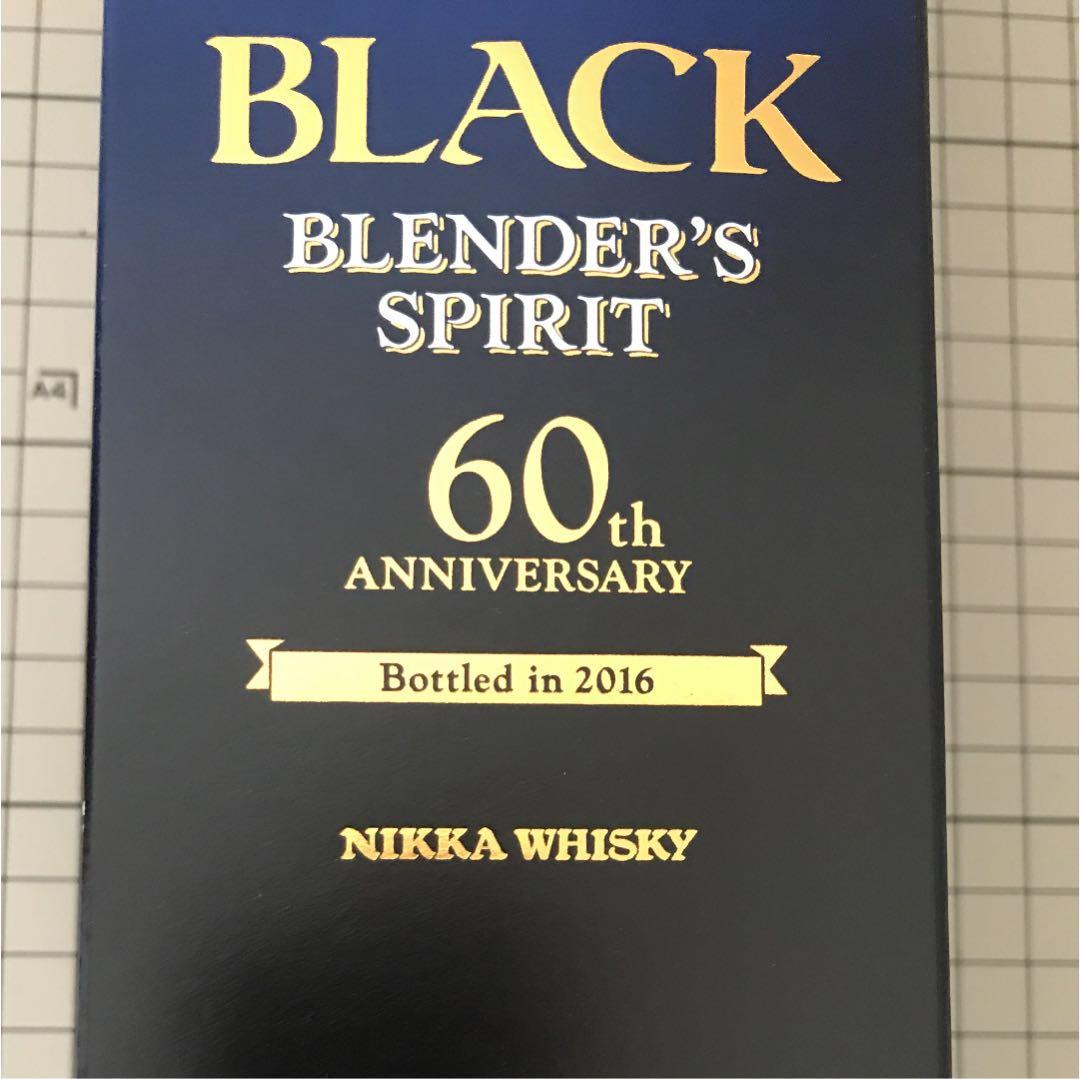 BLACK
BLENDER'S
SPIRIT
60th
ANNIVERSARY
Bottled in 2016
NIKKA WHISKY
A4